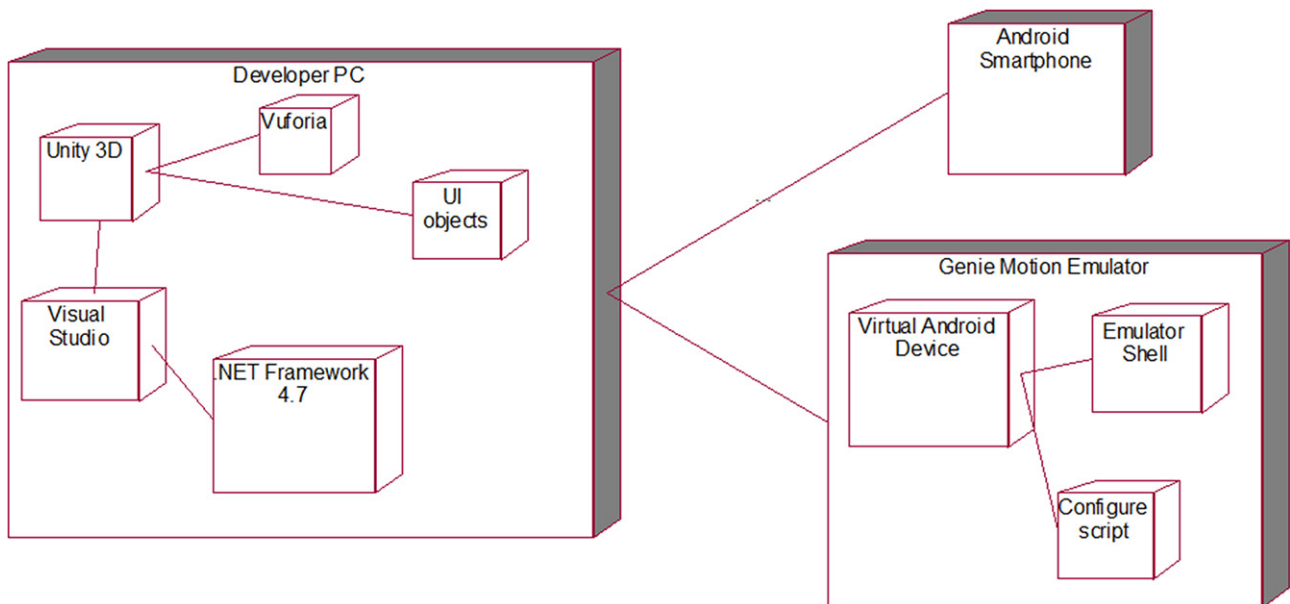 Developer PC
Vuforia
Unity 3D
UI
objects
Visual
Studio
.NET Framework
4.7
Android
Smartphone
...
Genie Motion Emulator
Virtual Android
Device
Emulator
Shell
Configure
script